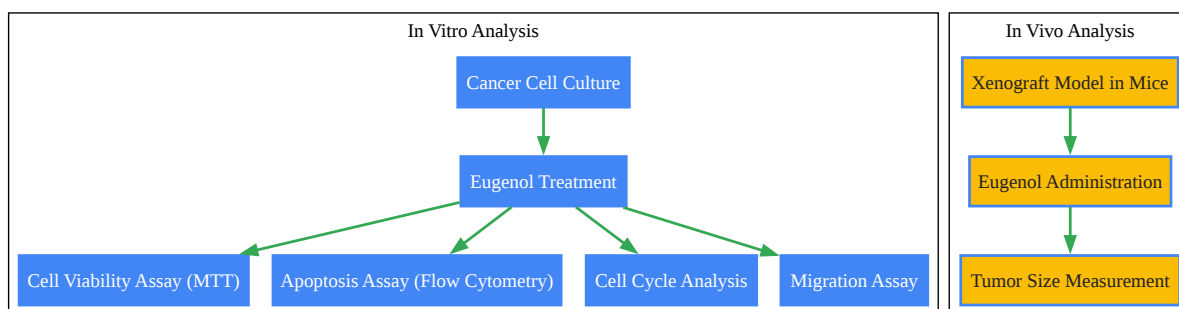 In Vitro Analysis
Cancer Cell Culture
Eugenol Treatment
Cell Viability Assay (MTT)
Apoptosis Assay (Flow Cytometry)
Cell Cycle Analysis
Migration Assay
In Vivo Analysis
Xenograft Model in Mice
Eugenol Administration
Tumor Size Measurement